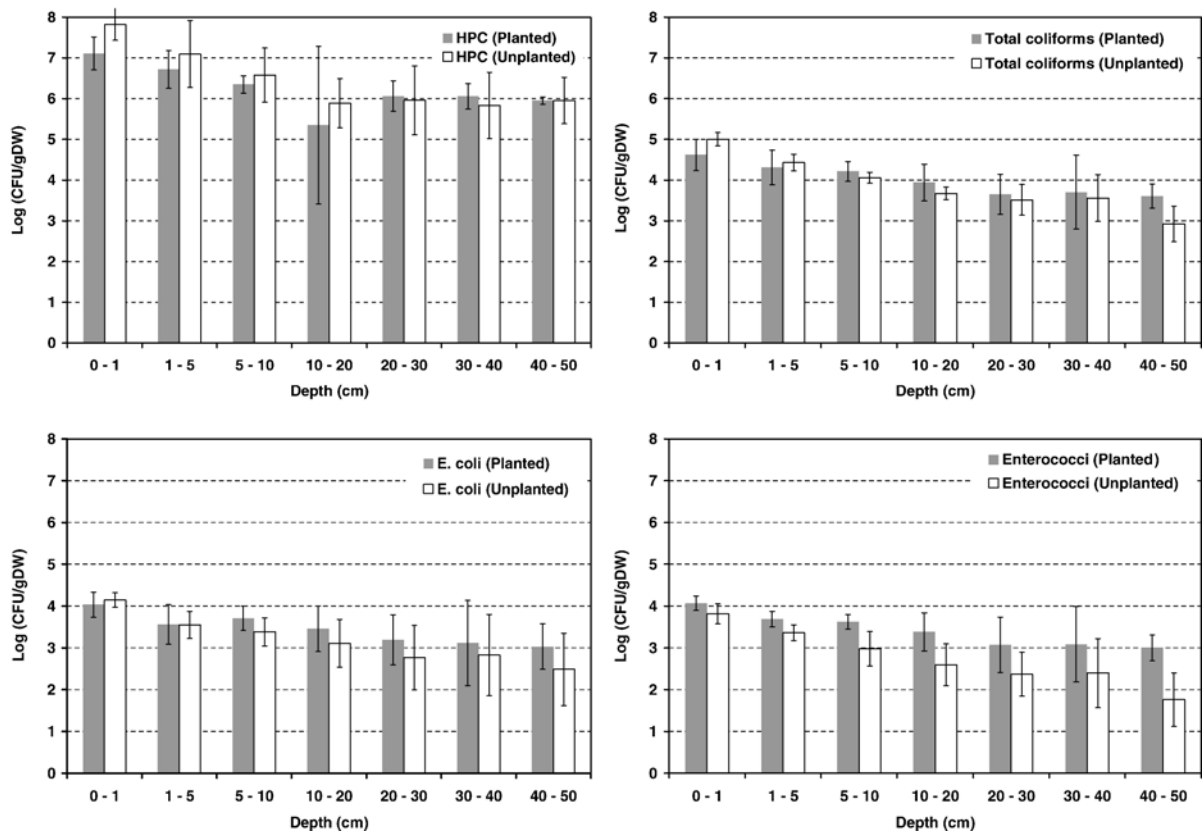 HPC (Planted)
HPC (Unplanted)
Log (CFU/gDW)
8
7
6
5
4
3
2
1
0
0 - 1 1 - 5 5 - 10 10 - 20 20 - 30 30 - 40 40 - 50
Depth (cm)
Total coliforms (Planted)
Total coliforms (Unplanted)
Log (CFU/gDW)
8
7
6
5
4
3
2
1
0
0 - 1 1 - 5 5 - 10 10 - 20 20 - 30 30 - 40 40 - 50
Depth (cm)
E. coli (Planted)
E. coli (Unplanted)
Log (CFU/gDW)
8
7
6
5
4
3
2
1
0
0 - 1 1 - 5 5 - 10 10 - 20 20 - 30 30 - 40 40 - 50
Depth (cm)
Enterococci (Planted)
Enterococci (Unplanted)
Log (CFU/gDW)
8
7
6
5
4
3
2
1
0
0 - 1 1 - 5 5 - 10 10 - 20 20 - 30 30 - 40 40 - 50
Depth (cm)